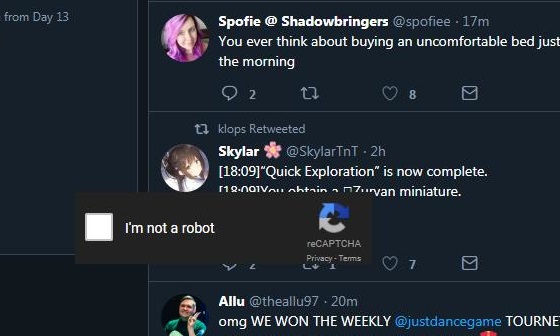 from Day 13
Spofie @ Shadowbringers @spofiee · 17m
You ever think about buying an uncomfortable bed just
the morning
2 8
klops Retweeted
Skylar 🌸 @SkylarTnT · 2h
[18:09]“Quick Exploration” is now complete.
[18:09]You obtain a Zurvan miniature.
I'm not a robot
reCAPTCHA
Privacy - Terms
2 1 7
Allu @theallu97 · 20m
omg WE WON THE WEEKLY @justdancegame TOURNE